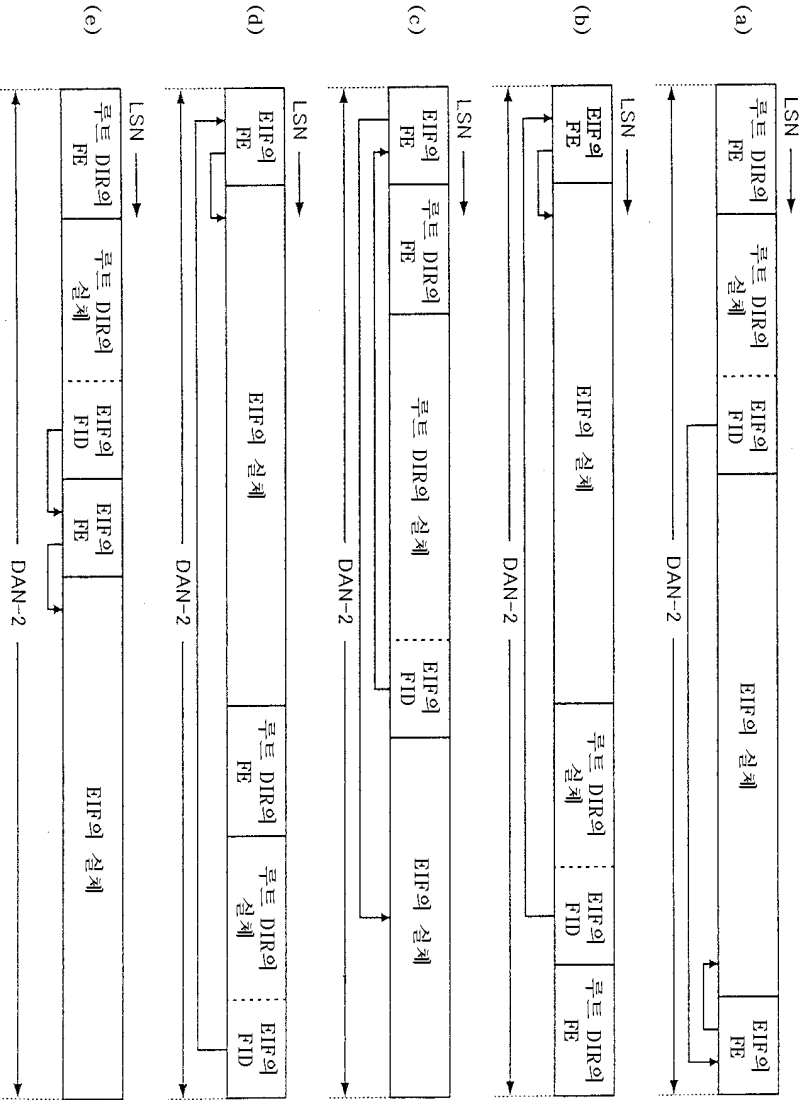 (a)
LSN
루트 DIR의
FE
루트 DIR의
실체
EIF의
FID
EIF의 실체
EIF의
FE
DAN-2
(b)
LSN
EIF의
FE
EIF의 실체
루트 DIR의
실체
EIF의
FID
루트 DIR의
FE
DAN-2
(c)
LSN
EIF의
FE
루트 DIR의
FE
루트 DIR의 실체
EIF의
FID
EIF의 실체
DAN-2
(d)
LSN
EIF의
FE
EIF의 실체
루트 DIR의
FE
루트 DIR의
실체
EIF의
FID
DAN-2
(e)
LSN
루트 DIR의
FE
루트 DIR의
실체
EIF의
FID
EIF의
FE
EIF의 실체
DAN-2